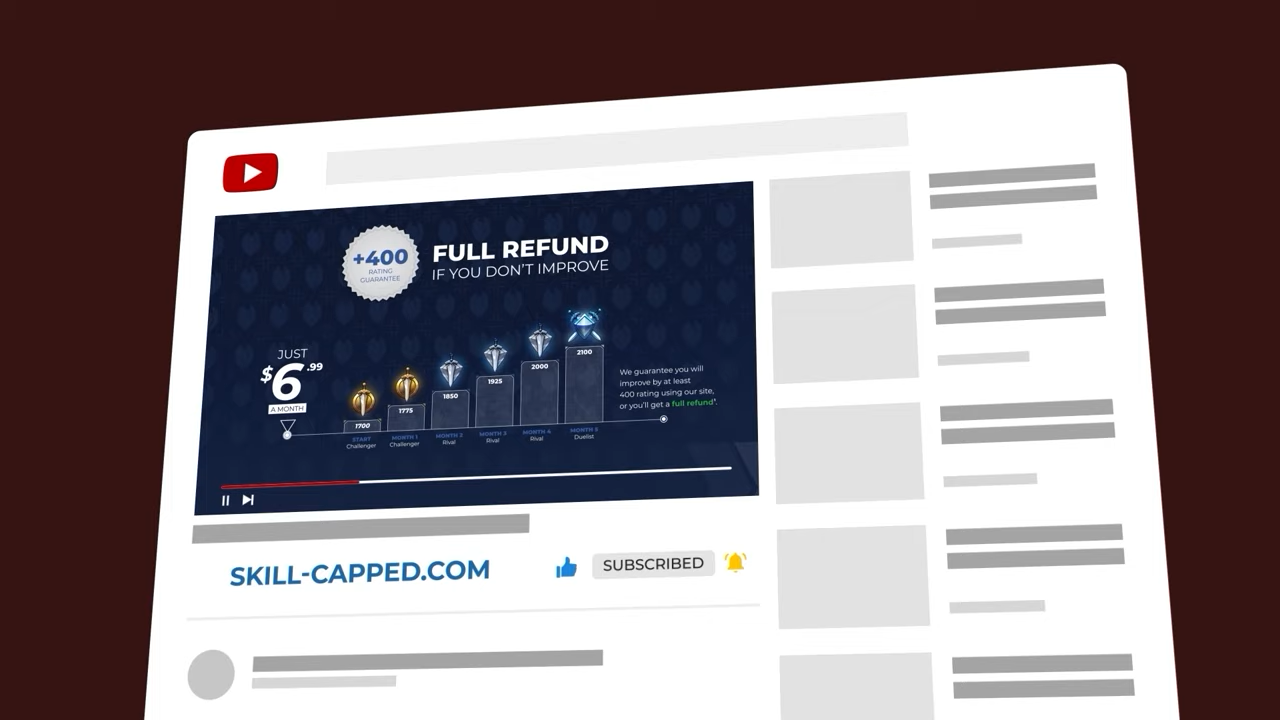 +400
RATING
GUARANTEE
FULL REFUND
IF YOU DON'T IMPROVE
JUST
$6.99
A MONTH
1700
1775
1850
1925
2000
2100
START
Challenger
MONTH 1
Challenger
MONTH 2
Rival
MONTH 3
Rival
MONTH 4
Rival
MONTH 5
Duelist
We guarantee you will
improve by at least
400 rating using our site,
or you'll get a full refund*.
SKILL-CAPPED.COM
SUBSCRIBED